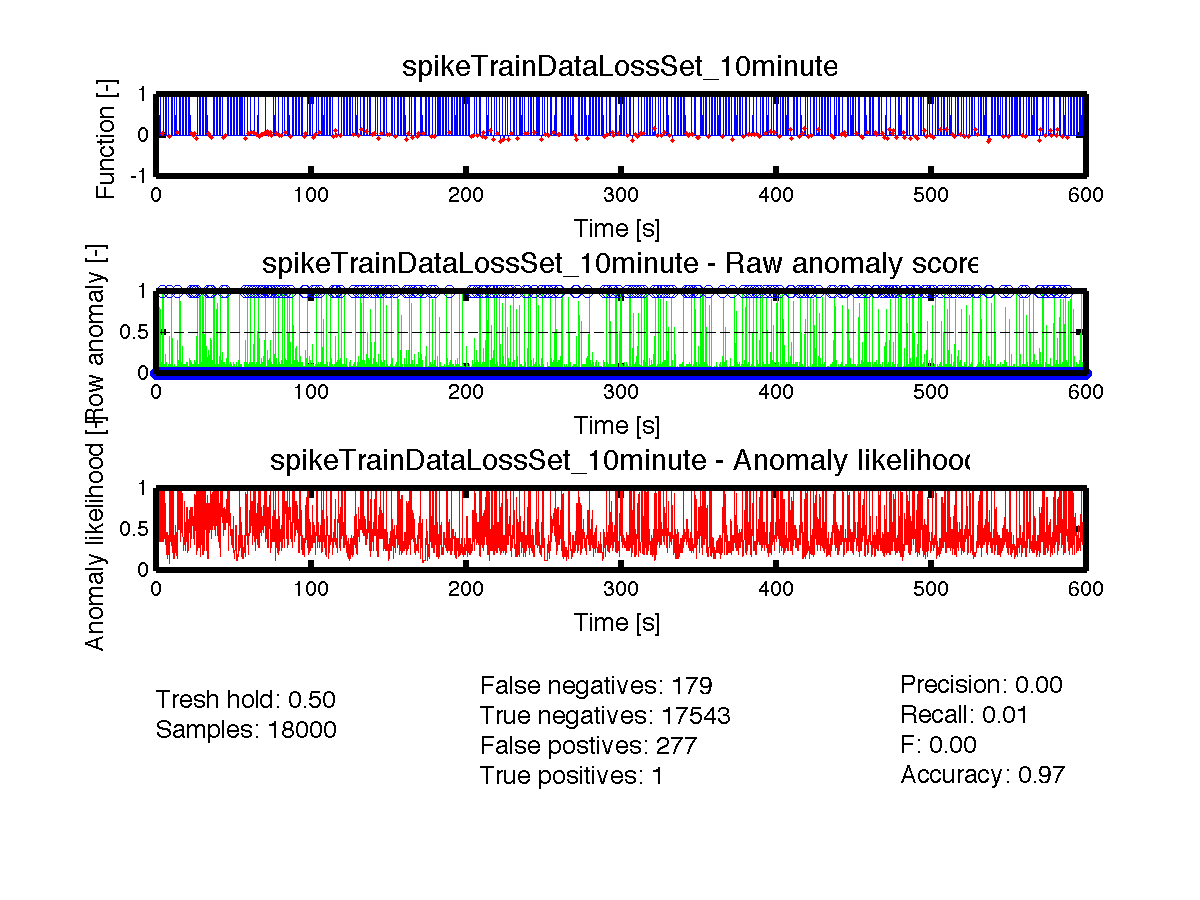 spikeTrainDataLossSet_10minute
Function [-]
1
0
-1
0 100 200 300 400 500 600
Time [s]
spikeTrainDataLossSet_10minute - Raw anomaly score
Row anomaly [-]
1
0.5
0
0 100 200 300 400 500 600
Time [s]
spikeTrainDataLossSet_10minute - Anomaly likelihood
Anomaly likelihood [-]
1
0.5
0
0 100 200 300 400 500 600
Time [s]
Tresh hold: 0.50
Samples: 18000
False negatives: 179
True negatives: 17543
False postives: 277
True positives: 1
Precision: 0.00
Recall: 0.01
F: 0.00
Accuracy: 0.97